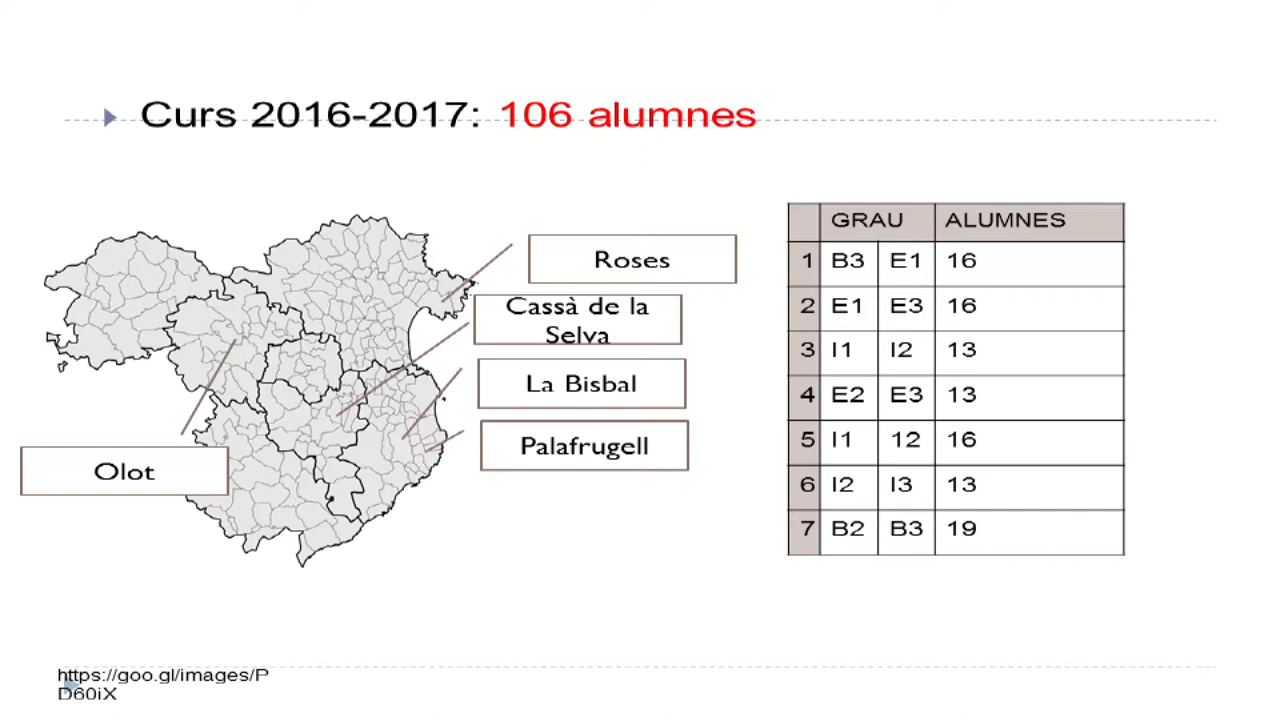 Curs 2016-2017: 106 alumnes
Roses
Cassà de la
Selva
La Bisbal
Palafrugell
Olot
GRAU ALUMNES
1 B3 E1 16
2 E1 E3 16
3 I1 I2 13
4 E2 E3 13
5 I1 12 16
6 I2 I3 13
7 B2 B3 19
https://goo.gl/images/P
D60iX